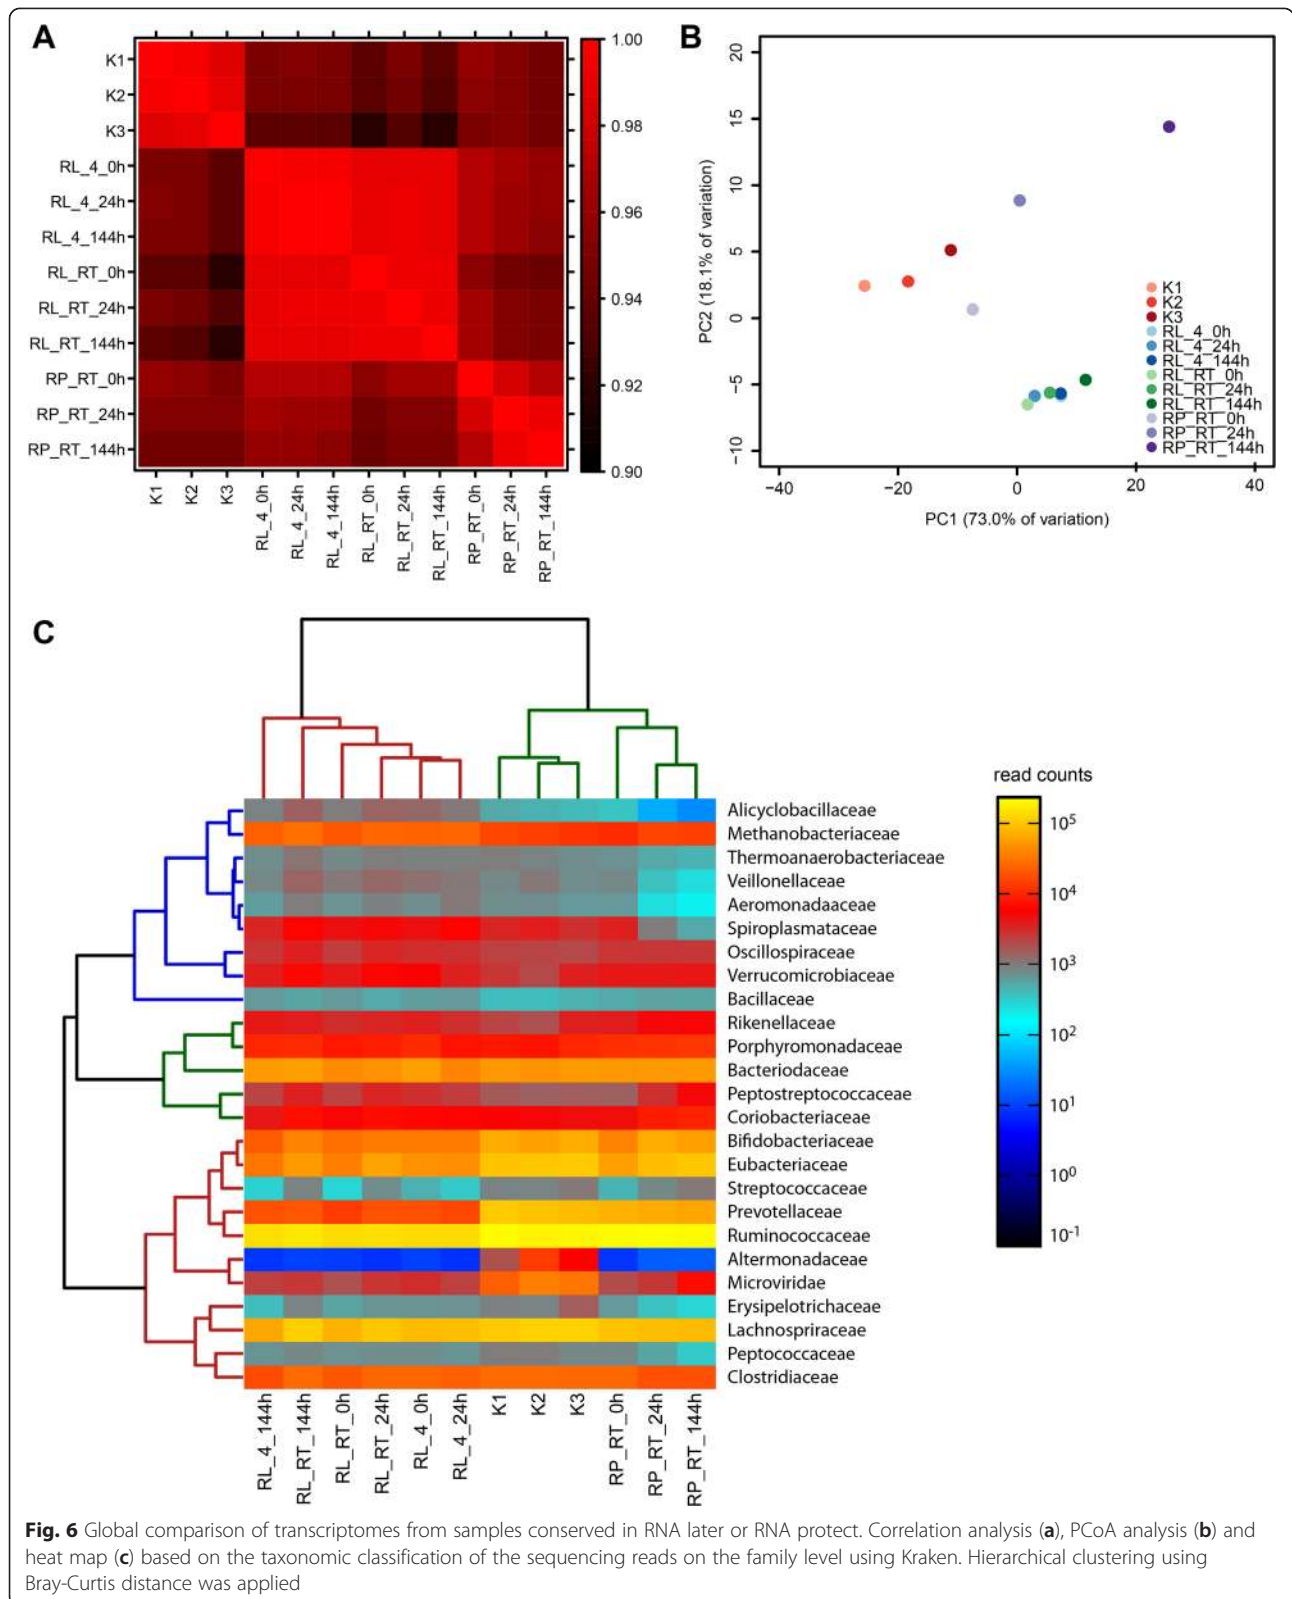 A
K1
K2
K3
RL_4_0h
RL_4_24h
RL_4_144h
RL_RT_0h
RL_RT_24h
RL_RT_144h
RP_RT_0h
RP_RT_24h
RP_RT_144h
1.00
0.98
0.96
0.94
0.92
0.90
K1
K2
K3
RL_4_0h
RL_4_24h
RL_4_144h
RL_RT_0h
RL_RT_24h
RL_RT_144h
RP_RT_0h
RP_RT_24h
RP_RT_144h
B
PC2 (18.1% of variation)
20
15
10
5
0
−5
−10
K1
K2
K3
RL_4_0h
RL_4_24h
RL_4_144h
RL_RT_0h
RL_RT_24h
RL_RT_144h
RP_RT_0h
RP_RT_24h
RP_RT_144h
−40 −20 0 20 40
PC1 (73.0% of variation)
C
Alicyclobacillaceae
Methanobacteriaceae
Thermoanaerobacteriaceae
Veillonellaceae
Aeromonadaaceae
Spiroplasmataceae
Oscillospiraceae
Verrucomicrobiaceae
Bacillaceae
Rikenellaceae
Porphyromonadaceae
Bacteriodaceae
Peptostreptococcaceae
Coriobacteriaceae
Bifidobacteriaceae
Eubacteriaceae
Streptococcaceae
Prevotellaceae
Ruminococcaceae
Altermonadaceae
Microviridae
Erysipelotrichaceae
Lachnospriraceae
Peptococcaceae
Clostridiaceae
read counts
10^5
10^4
10^3
10^2
10^1
10^0
10^-1
RL_4_144h
RL_RT_144h
RL_RT_0h
RL_RT_24h
RL_4_0h
RL_4_24h
K1
K2
K3
RP_RT_0h
RP_RT_24h
RP_RT_144h
Fig. 6 Global comparison of transcriptomes from samples conserved in RNA later or RNA protect. Correlation analysis (a), PCoA analysis (b) and
heat map (c) based on the taxonomic classification of the sequencing reads on the family level using Kraken. Hierarchical clustering using
Bray-Curtis distance was applied